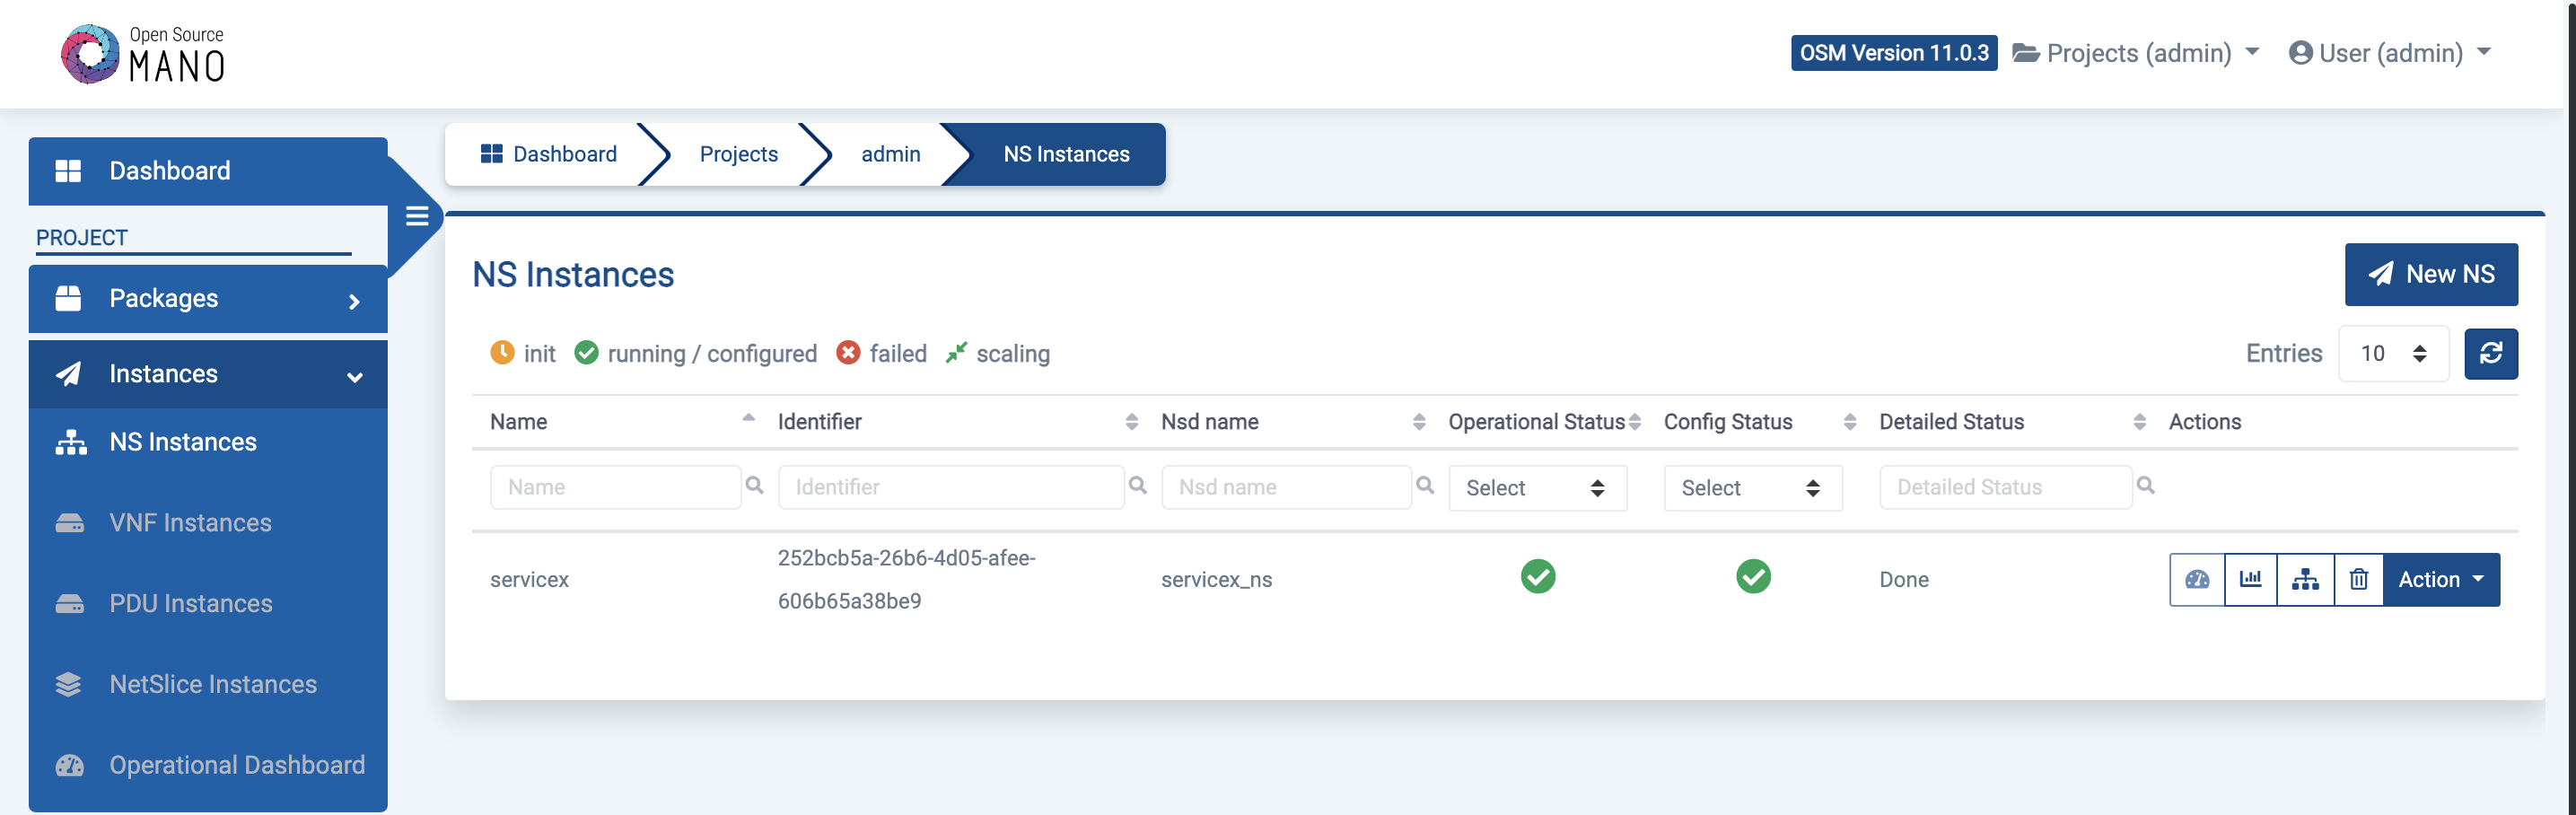 Open Source
MANO
OSM Version 11.0.3 Projects (admin) User (admin)
Dashboard
PROJECT
Packages
Instances
NS Instances
VNF Instances
PDU Instances
NetSlice Instances
Operational Dashboard
Dashboard Projects admin NS Instances
NS Instances
New NS
init running / configured failed scaling
Entries 10
Name Identifier Nsd name Operational Status Config Status Detailed Status Actions
Name Identifier Nsd name Select Select Detailed Status
servicex 252bcb5a-26b6-4d05-afee-
606b65a38be9 servicex_ns Done Action